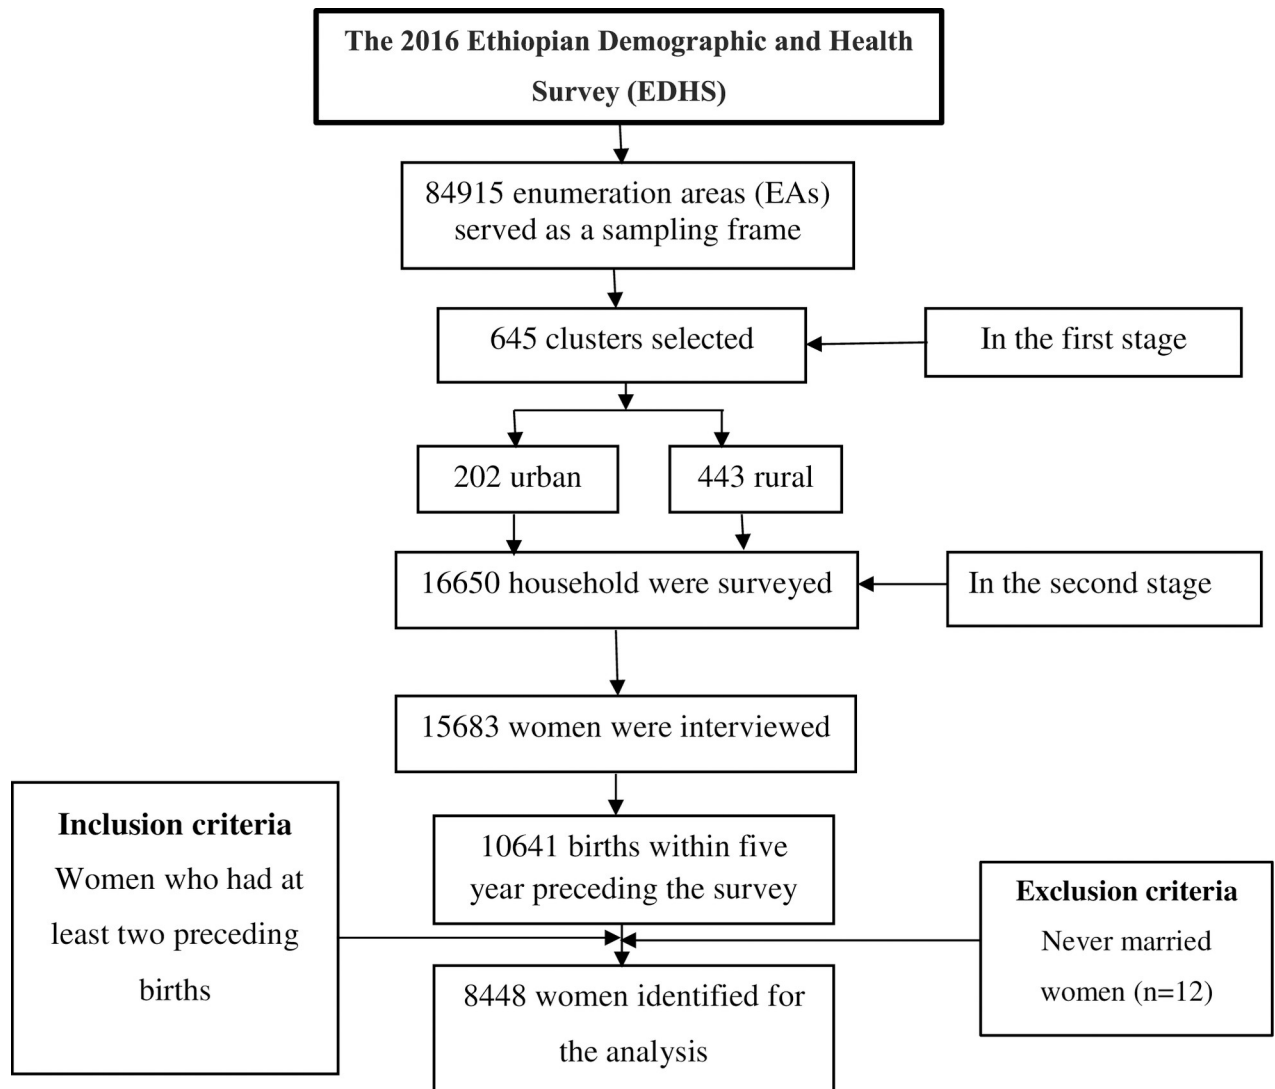 The 2016 Ethiopian Demographic and Health
Survey (EDHS)
84915 enumeration areas (EAs)
served as a sampling frame
645 clusters selected
In the first stage
202 urban
443 rural
16650 household were surveyed
In the second stage
15683 women were interviewed
Inclusion criteria
Women who had at
least two preceding
births
10641 births within five
year preceding the survey
Exclusion criteria
Never married
women (n=12)
8448 women identified for
the analysis